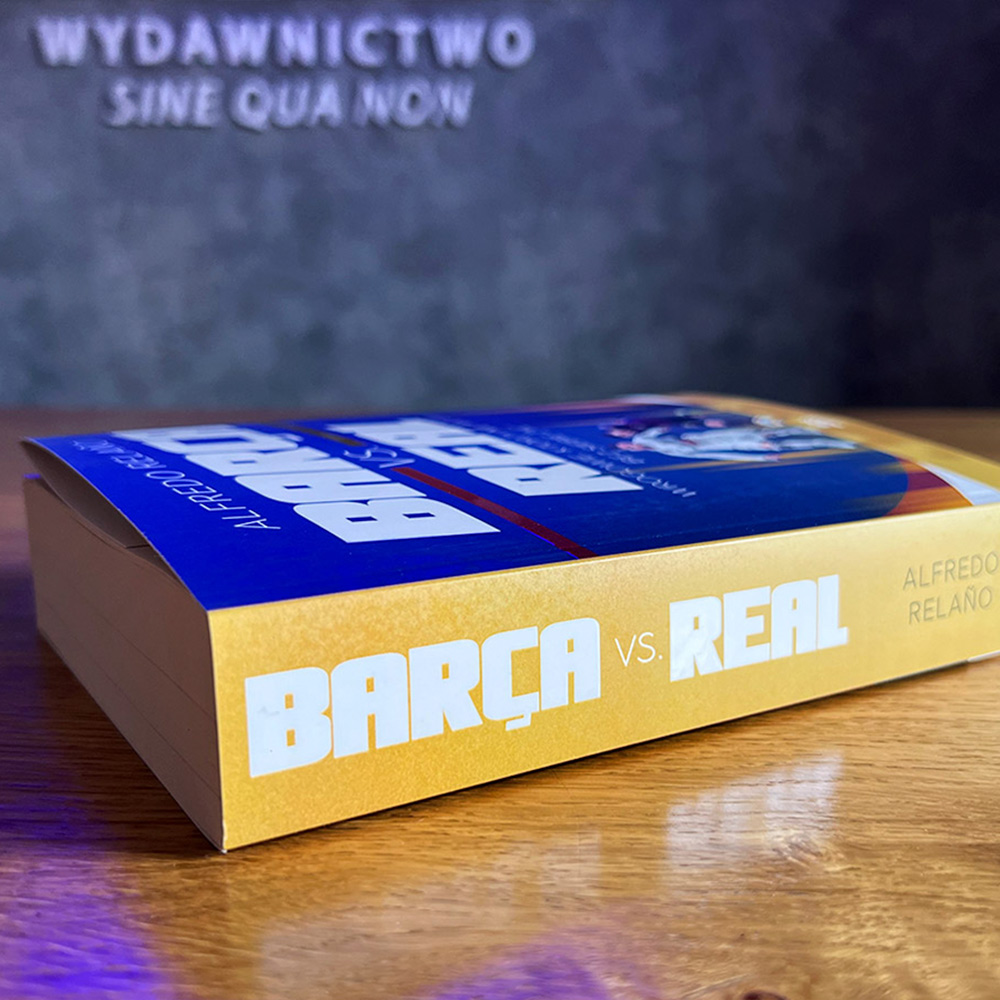 WYDAWNICTWO
SINE QUA NON
ALFREDO RELAÑO
BARÇA
VS.
REAL
BARÇA VS. REAL
ALFREDO
RELAÑO